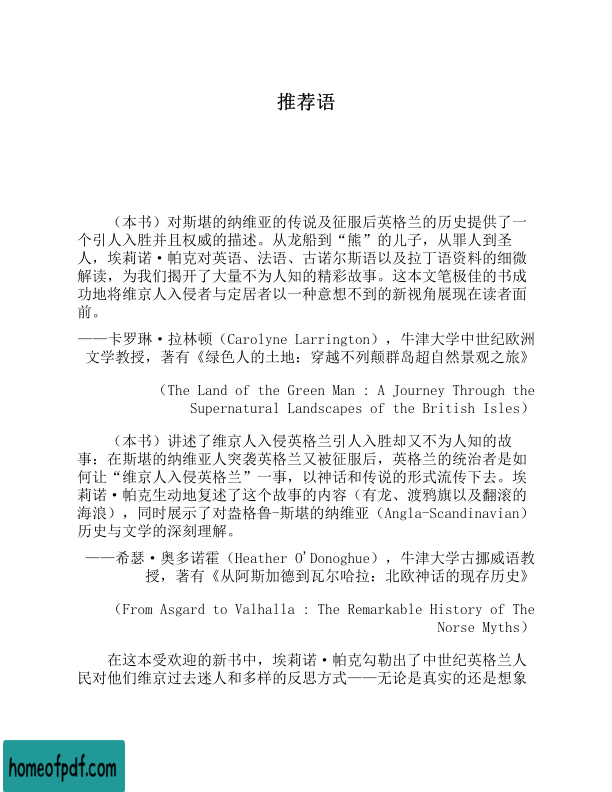 推荐语
（本书）对斯堪的纳维亚的传说及征服后英格兰的历史提供了一
个引人入胜并且权威的描述。从龙船到“熊”的儿子，从罪人到圣
人，埃莉诺·帕克对英语、法语、古诺尔斯语以及拉丁语资料的细微
解读，为我们揭开了大量不为人知的精彩故事。这本文笔极佳的书成
功地将维京人入侵者与定居者以一种意想不到的新视角展现在读者面
前。
——卡罗琳·拉林顿（Carolyne Larrington），牛津大学中世纪欧洲
文学教授，著有《绿色人的土地：穿越不列颠群岛超自然景观之旅》
（The Land of the Green Man : A Journey Through the
Supernatural Landscapes of the British Isles）
（本书）讲述了维京人入侵英格兰引人入胜却又不为人知的故
事：在斯堪的纳维亚人突袭英格兰又被征服后，英格兰的统治者是如
何让“维京人入侵英格兰”一事，以神话和传说的形式流传下去。埃
莉诺·帕克生动地复述了这个故事的内容（有龙、渡鸦旗以及翻滚的
海浪），同时展示了对盎格鲁-斯堪的纳维亚（Angla-Scandinavian）
历史与文学的深刻理解。
——希瑟·奥多诺霍（Heather O'Donoghue），牛津大学古挪威语教
授，著有《从阿斯加德到瓦尔哈拉：北欧神话的现存历史》
（From Asgard to Valhalla : The Remarkable History of The
Norse Myths）
在这本受欢迎的新书中，埃莉诺·帕克勾勒出了中世纪英格兰人
民对他们维京过去迷人和多样的反思方式——无论是真实的还是想象
homeofpdf.com